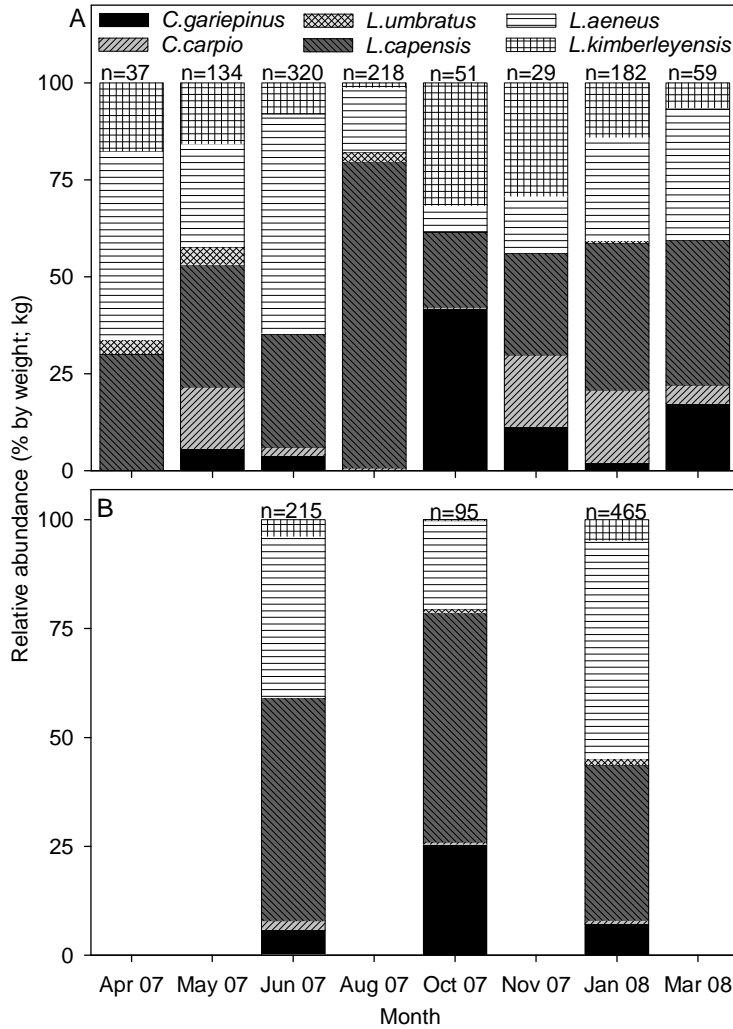 A
C.gariepinus L.umbratus L.aeneus
C.carpio L.capensis L.kimberleyensis
n=37 n=134 n=320 n=218 n=51 n=29 n=182 n=59
100
75
50
25
0
B
n=215 n=95 n=465
100
75
50
25
0
Relative abundance (% by weight; kg)
Apr 07 May 07 Jun 07 Aug 07 Oct 07 Nov 07 Jan 08 Mar 08
Month